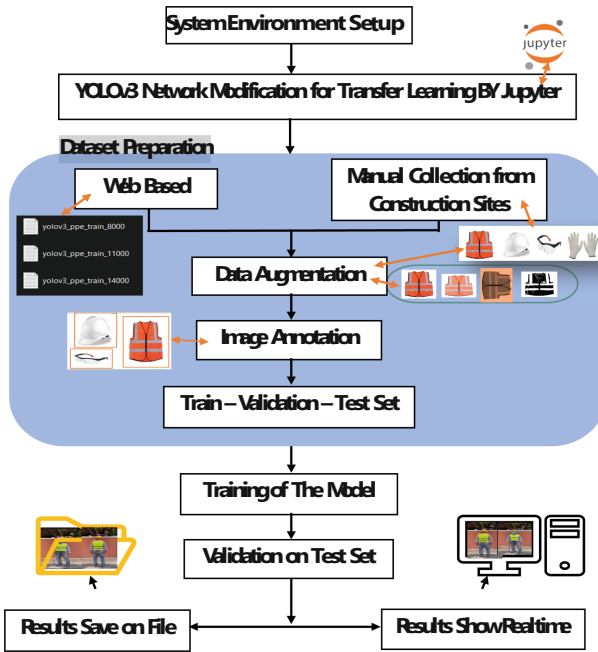 System Environment Setup
jupyter
YOLOv3 Network Modification for Transfer Learning BY Jupyter
Dataset Preparation
Web Based
Manual Collection from
Construction Sites
yolov3_ppe_train_8000
yolov3_ppe_train_11000
yolov3_ppe_train_14000
Data Augmentation
Image Annotation
Train – Validation – Test Set
Training of The Model
Validation on Test Set
Results Save on File
Results Show Realtime